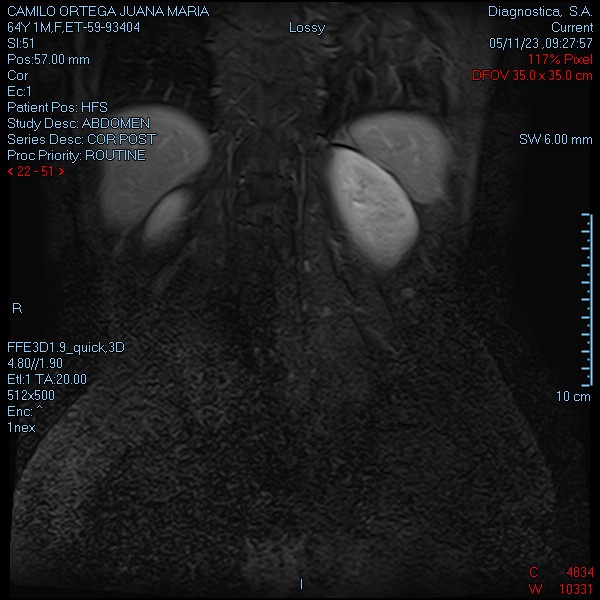 CAMILO ORTEGA JUANA MARIA
64Y 1M,F,ET-59-93404
SI:51
Pos:57.00 mm
Cor
Ec:1
Patient Pos: HFS
Study Desc: ABDOMEN
Series Desc: COR POST
Proc Priority: ROUTINE
< 22 - 51 >
Lossy
Diagnostica, S.A.
Current
05/11/23 ,09:27:57
117% Pixel
DFOV 35.0 x 35.0 cm
SW 6.00 mm
R
FFE3D1.9_quick,3D
4.80//1.90
Etl:1 TA:20.00
512x500
Enc: ^
1nex
10 cm
I
C 4834
W 10331